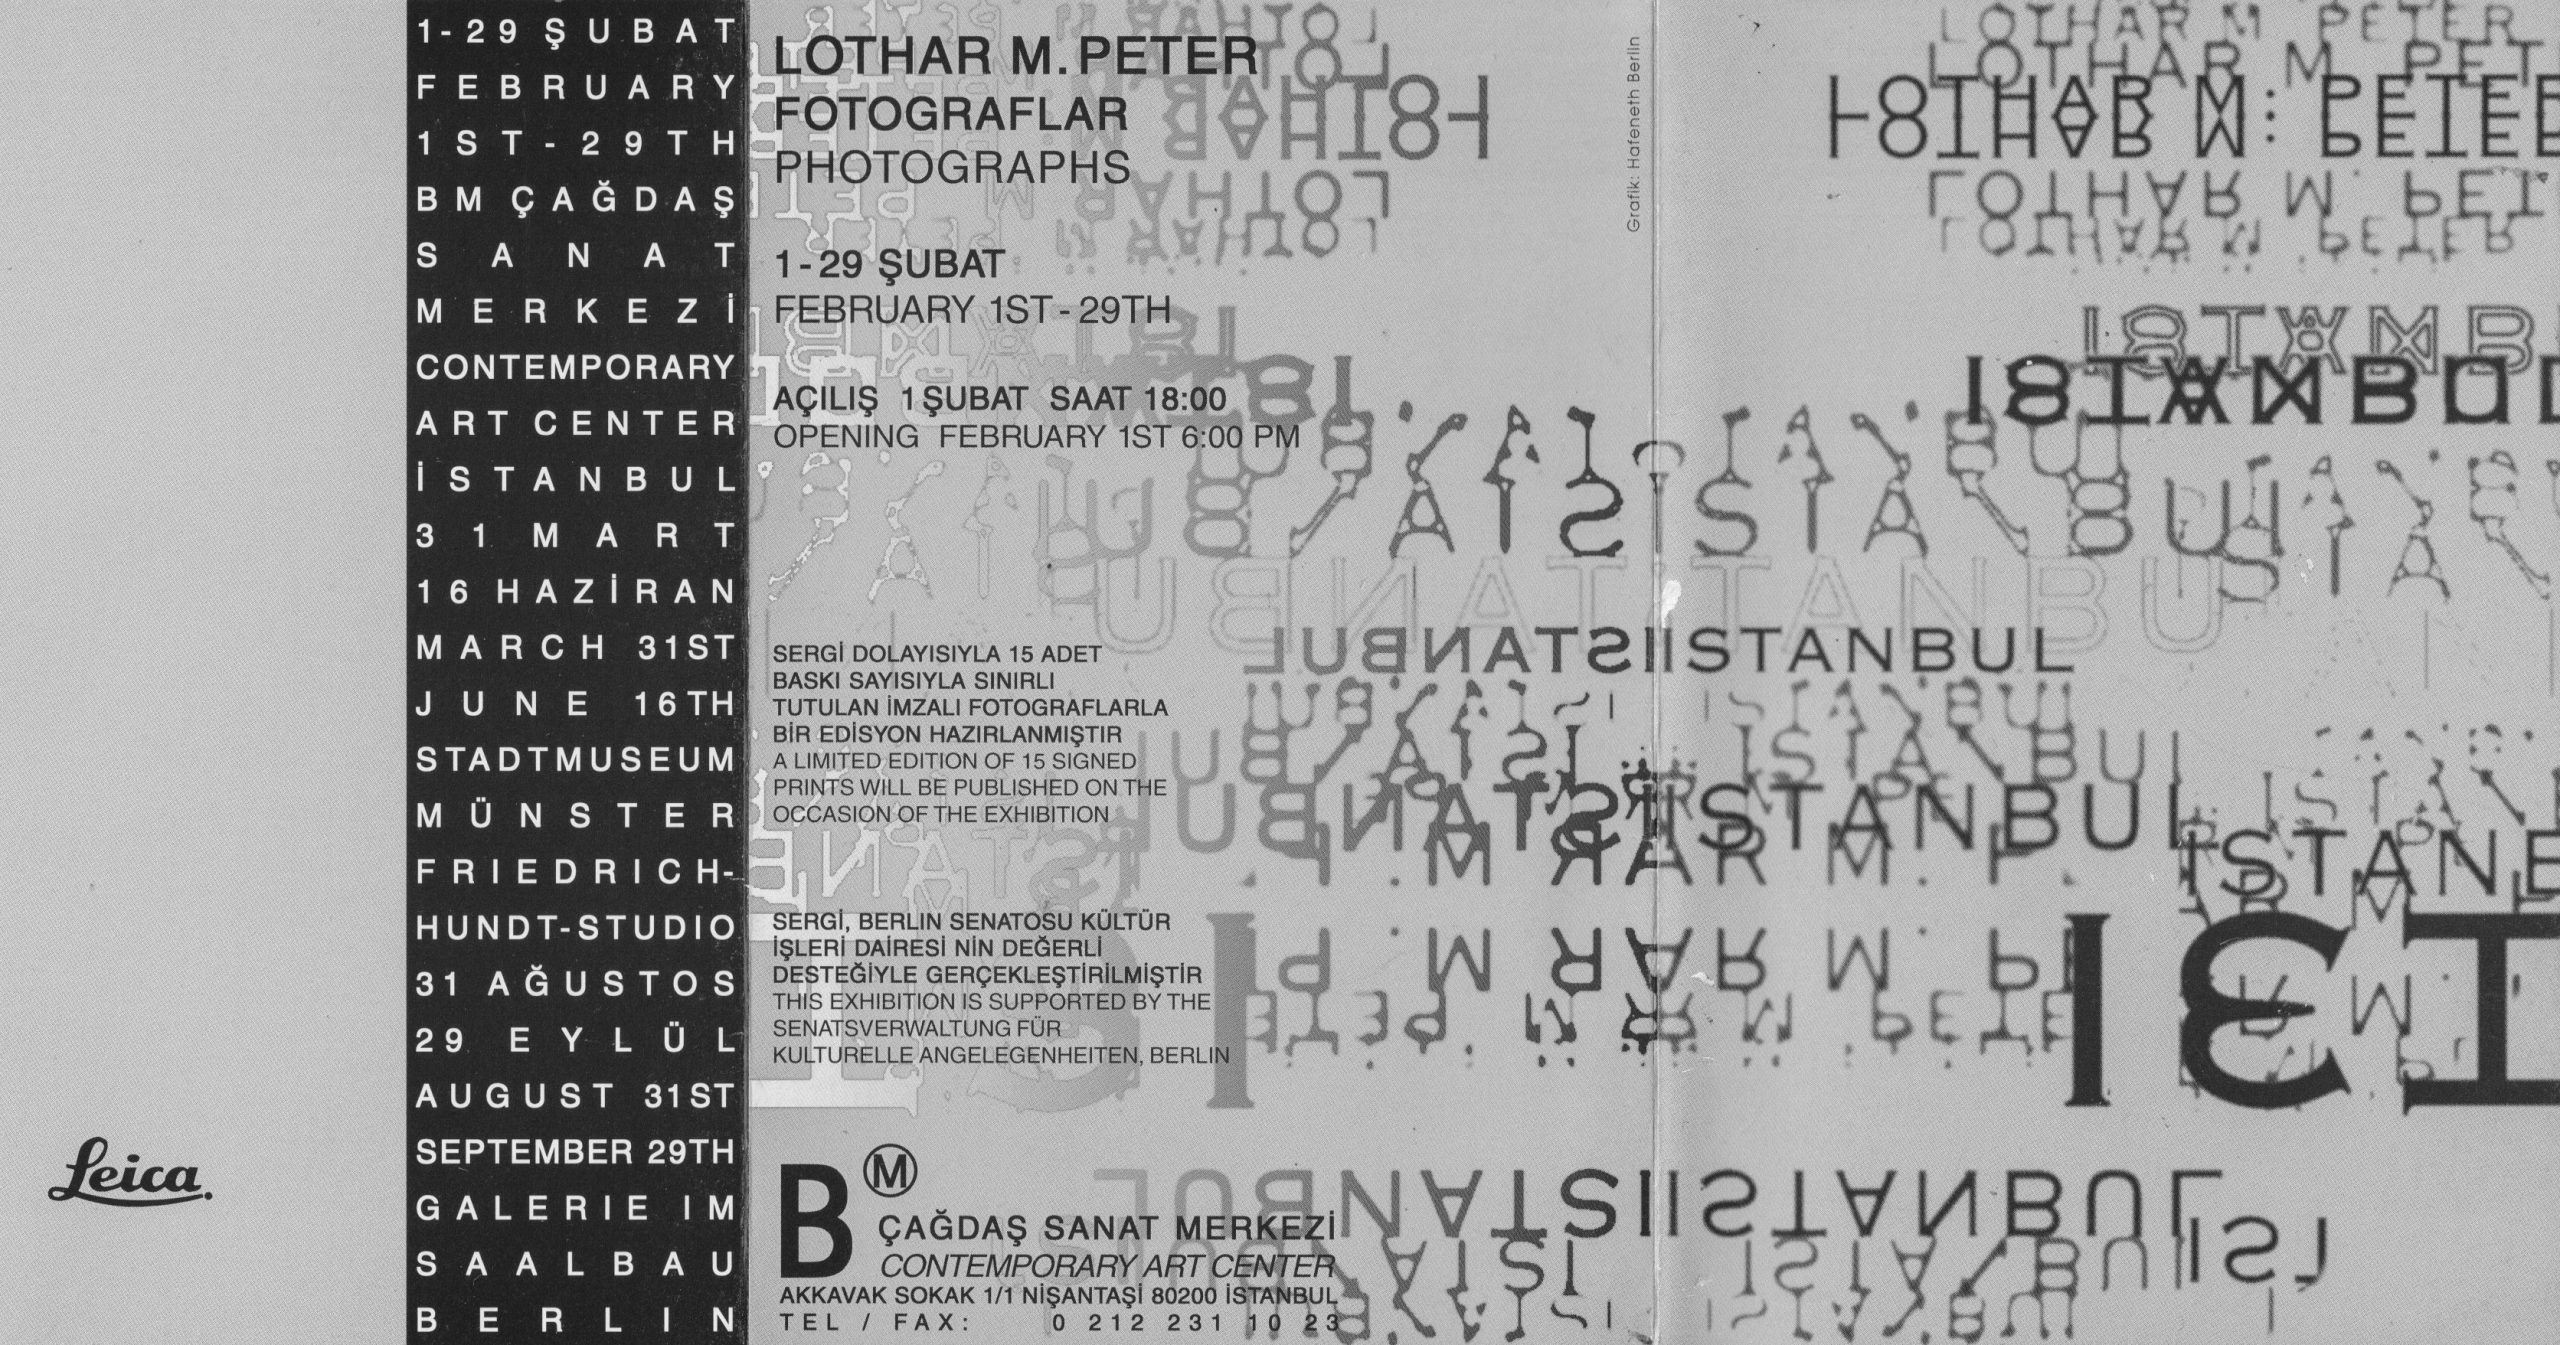 1-29 ŞUBAT
FEBRUARY
1ST-29TH
BM ÇAĞDAŞ
SANAT
MERKEZİ
CONTEMPORARY
ART CENTER
İSTANBUL
31 MART
16 HAZİRAN
MARCH 31ST
JUNE 16TH
STADTMUSEUM
MÜNSTER
FRIEDRICH-
HUNDT-STUDIO
31 AĞUSTOS
29 EYLÜL
AUGUST 31ST
SEPTEMBER 29TH
GALERIE IM
SAALBAU
BERLIN
Leica
LOTHAR M. PETER
FOTOGRAFLAR
PHOTOGRAPHS
1-29 ŞUBAT
FEBRUARY 1ST-29TH
AÇILIŞ 1 ŞUBAT SAAT 18:00
OPENING FEBRUARY 1ST 6:00 PM
SERGİ DOLAYISIYLA 15 ADET
BASKI SAYISIYLA SINIRLI
TUTULAN İMZALI FOTOGRAFLARLA
BİR EDİSYON HAZIRLANMIŞTIR
A LIMITED EDITION OF 15 SIGNED
PRINTS WILL BE PUBLISHED ON THE
OCCASION OF THE EXHIBITION
SERGİ, BERLIN SENATOSU KÜLTÜR
İŞLERİ DAİRESİ NİN DEĞERLİ
DESTEĞİYLE GERÇEKLEŞTİRİLMİŞTİR
THIS EXHIBITION IS SUPPORTED BY THE
SENATSVERWALTUNG FÜR
KULTURELLE ANGELEGENHEITEN, BERLIN
B M
ÇAĞDAŞ SANAT MERKEZİ
CONTEMPORARY ART CENTER
AKKAVAK SOKAK 1/1 NİŞANTAŞİ 80200 İSTANBUL
TEL / FAX: 0 212 231 10 23
Grafik: Hafeneth Berlin
LOTHAR M. PETER
ISTANBUL
ISTANBUL